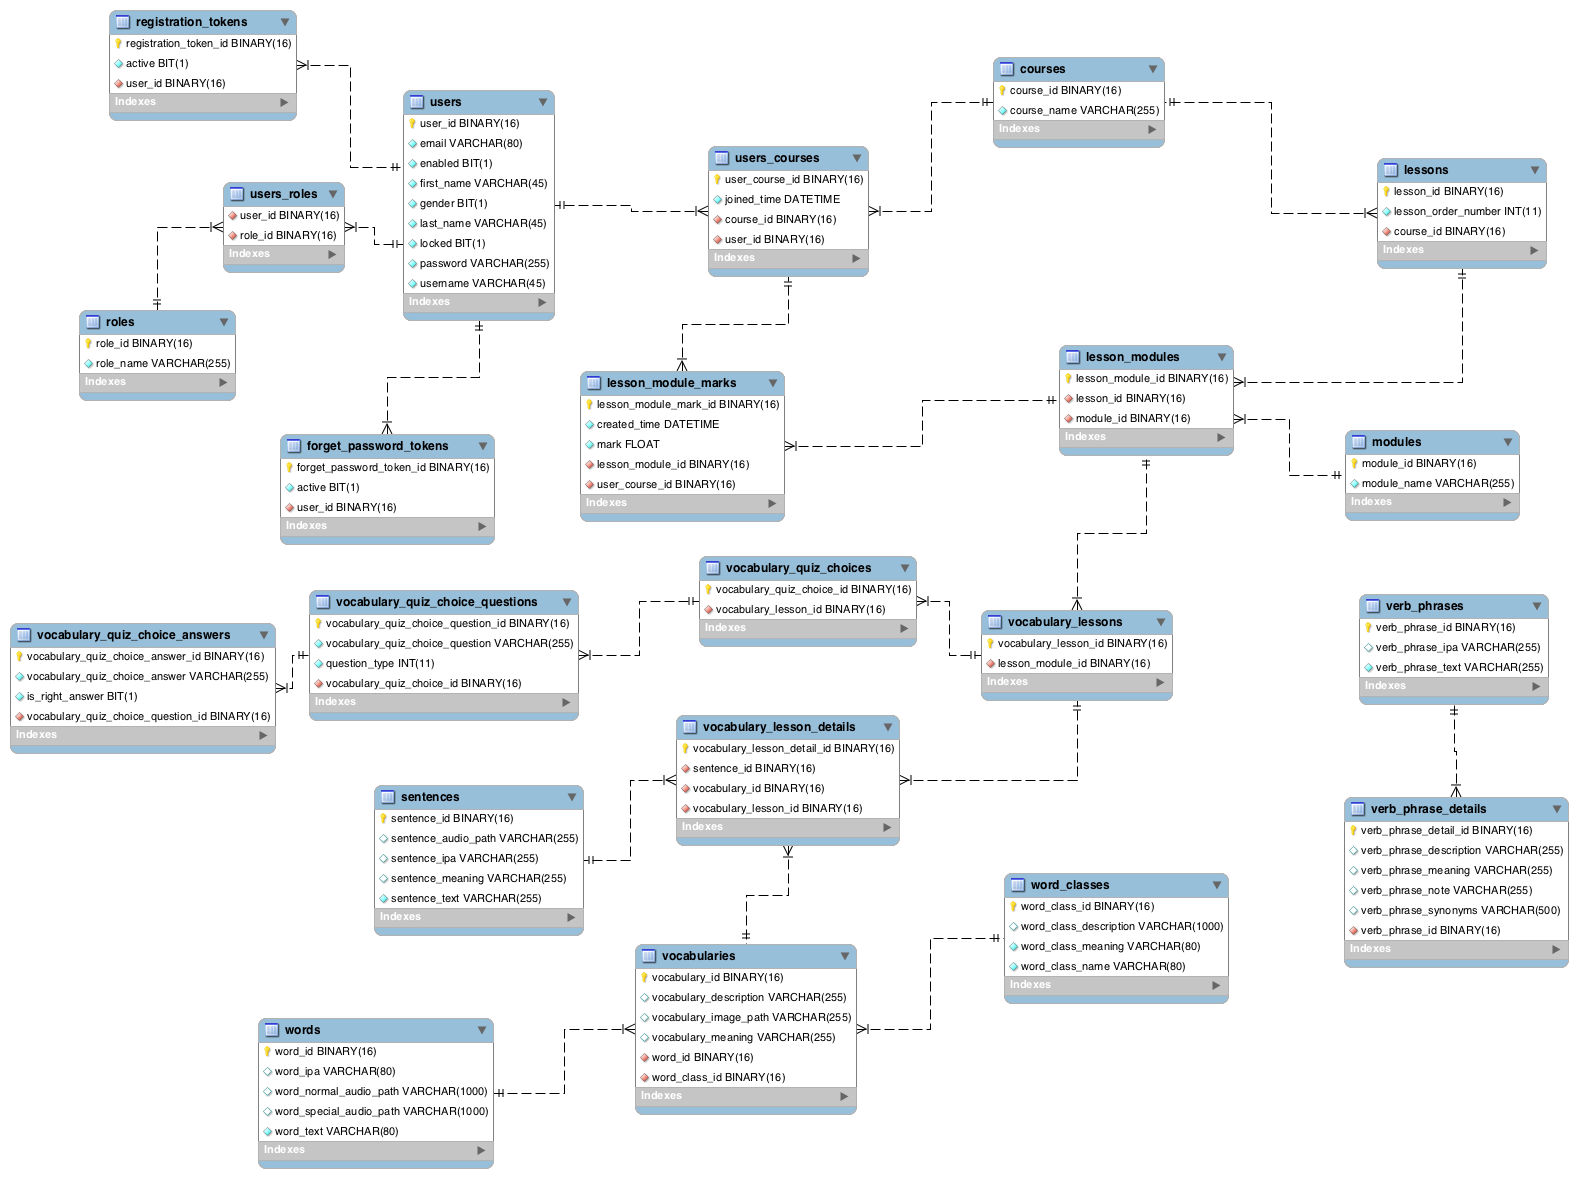 registration_tokens
registration_token_id BINARY(16)
active BIT(1)
user_id BINARY(16)
Indexes
users
user_id BINARY(16)
email VARCHAR(80)
enabled BIT(1)
first_name VARCHAR(45)
gender BIT(1)
last_name VARCHAR(45)
locked BIT(1)
password VARCHAR(255)
username VARCHAR(45)
Indexes
users_roles
user_id BINARY(16)
role_id BINARY(16)
Indexes
roles
role_id BINARY(16)
role_name VARCHAR(255)
Indexes
forget_password_tokens
forget_password_token_id BINARY(16)
active BIT(1)
user_id BINARY(16)
Indexes
users_courses
user_course_id BINARY(16)
joined_time DATETIME
course_id BINARY(16)
user_id BINARY(16)
Indexes
courses
course_id BINARY(16)
course_name VARCHAR(255)
Indexes
lessons
lesson_id BINARY(16)
lesson_order_number INT(11)
course_id BINARY(16)
Indexes
lesson_module_marks
lesson_module_mark_id BINARY(16)
created_time DATETIME
mark FLOAT
lesson_module_id BINARY(16)
user_course_id BINARY(16)
Indexes
lesson_modules
lesson_module_id BINARY(16)
lesson_id BINARY(16)
module_id BINARY(16)
Indexes
modules
module_id BINARY(16)
module_name VARCHAR(255)
Indexes
vocabulary_quiz_choices
vocabulary_quiz_choice_id BINARY(16)
vocabulary_lesson_id BINARY(16)
Indexes
vocabulary_quiz_choice_questions
vocabulary_quiz_choice_question_id BINARY(16)
vocabulary_quiz_choice_question VARCHAR(255)
question_type INT(11)
vocabulary_quiz_choice_id BINARY(16)
Indexes
vocabulary_quiz_choice_answers
vocabulary_quiz_choice_answer_id BINARY(16)
vocabulary_quiz_choice_answer VARCHAR(255)
is_right_answer BIT(1)
vocabulary_quiz_choice_question_id BINARY(16)
Indexes
vocabulary_lessons
vocabulary_lesson_id BINARY(16)
lesson_module_id BINARY(16)
Indexes
verb_phrases
verb_phrase_id BINARY(16)
verb_phrase_ipa VARCHAR(255)
verb_phrase_text VARCHAR(255)
Indexes
vocabulary_lesson_details
vocabulary_lesson_detail_id BINARY(16)
sentence_id BINARY(16)
vocabulary_id BINARY(16)
vocabulary_lesson_id BINARY(16)
Indexes
sentences
sentence_id BINARY(16)
sentence_audio_path VARCHAR(255)
sentence_ipa VARCHAR(255)
sentence_meaning VARCHAR(255)
sentence_text VARCHAR(255)
Indexes
verb_phrase_details
verb_phrase_detail_id BINARY(16)
verb_phrase_description VARCHAR(255)
verb_phrase_meaning VARCHAR(255)
verb_phrase_note VARCHAR(255)
verb_phrase_synonyms VARCHAR(500)
verb_phrase_id BINARY(16)
Indexes
word_classes
word_class_id BINARY(16)
word_class_description VARCHAR(1000)
word_class_meaning VARCHAR(80)
word_class_name VARCHAR(80)
Indexes
vocabularies
vocabulary_id BINARY(16)
vocabulary_description VARCHAR(255)
vocabulary_image_path VARCHAR(255)
vocabulary_meaning VARCHAR(255)
word_id BINARY(16)
word_class_id BINARY(16)
Indexes
words
word_id BINARY(16)
word_ipa VARCHAR(80)
word_normal_audio_path VARCHAR(1000)
word_special_audio_path VARCHAR(1000)
word_text VARCHAR(80)
Indexes